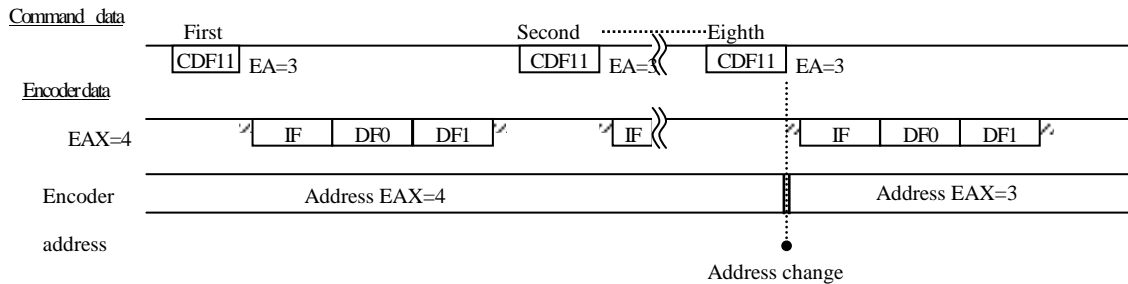 Command data
First Second Eighth
CDF11 EA=3 CDF11 EA=3 CDF11 EA=3
Encoder data
EAX=4 IF DF0 DF1 IF IF DF0 DF1
Encoder Address EAX=4 Address EAX=3
address
Address change